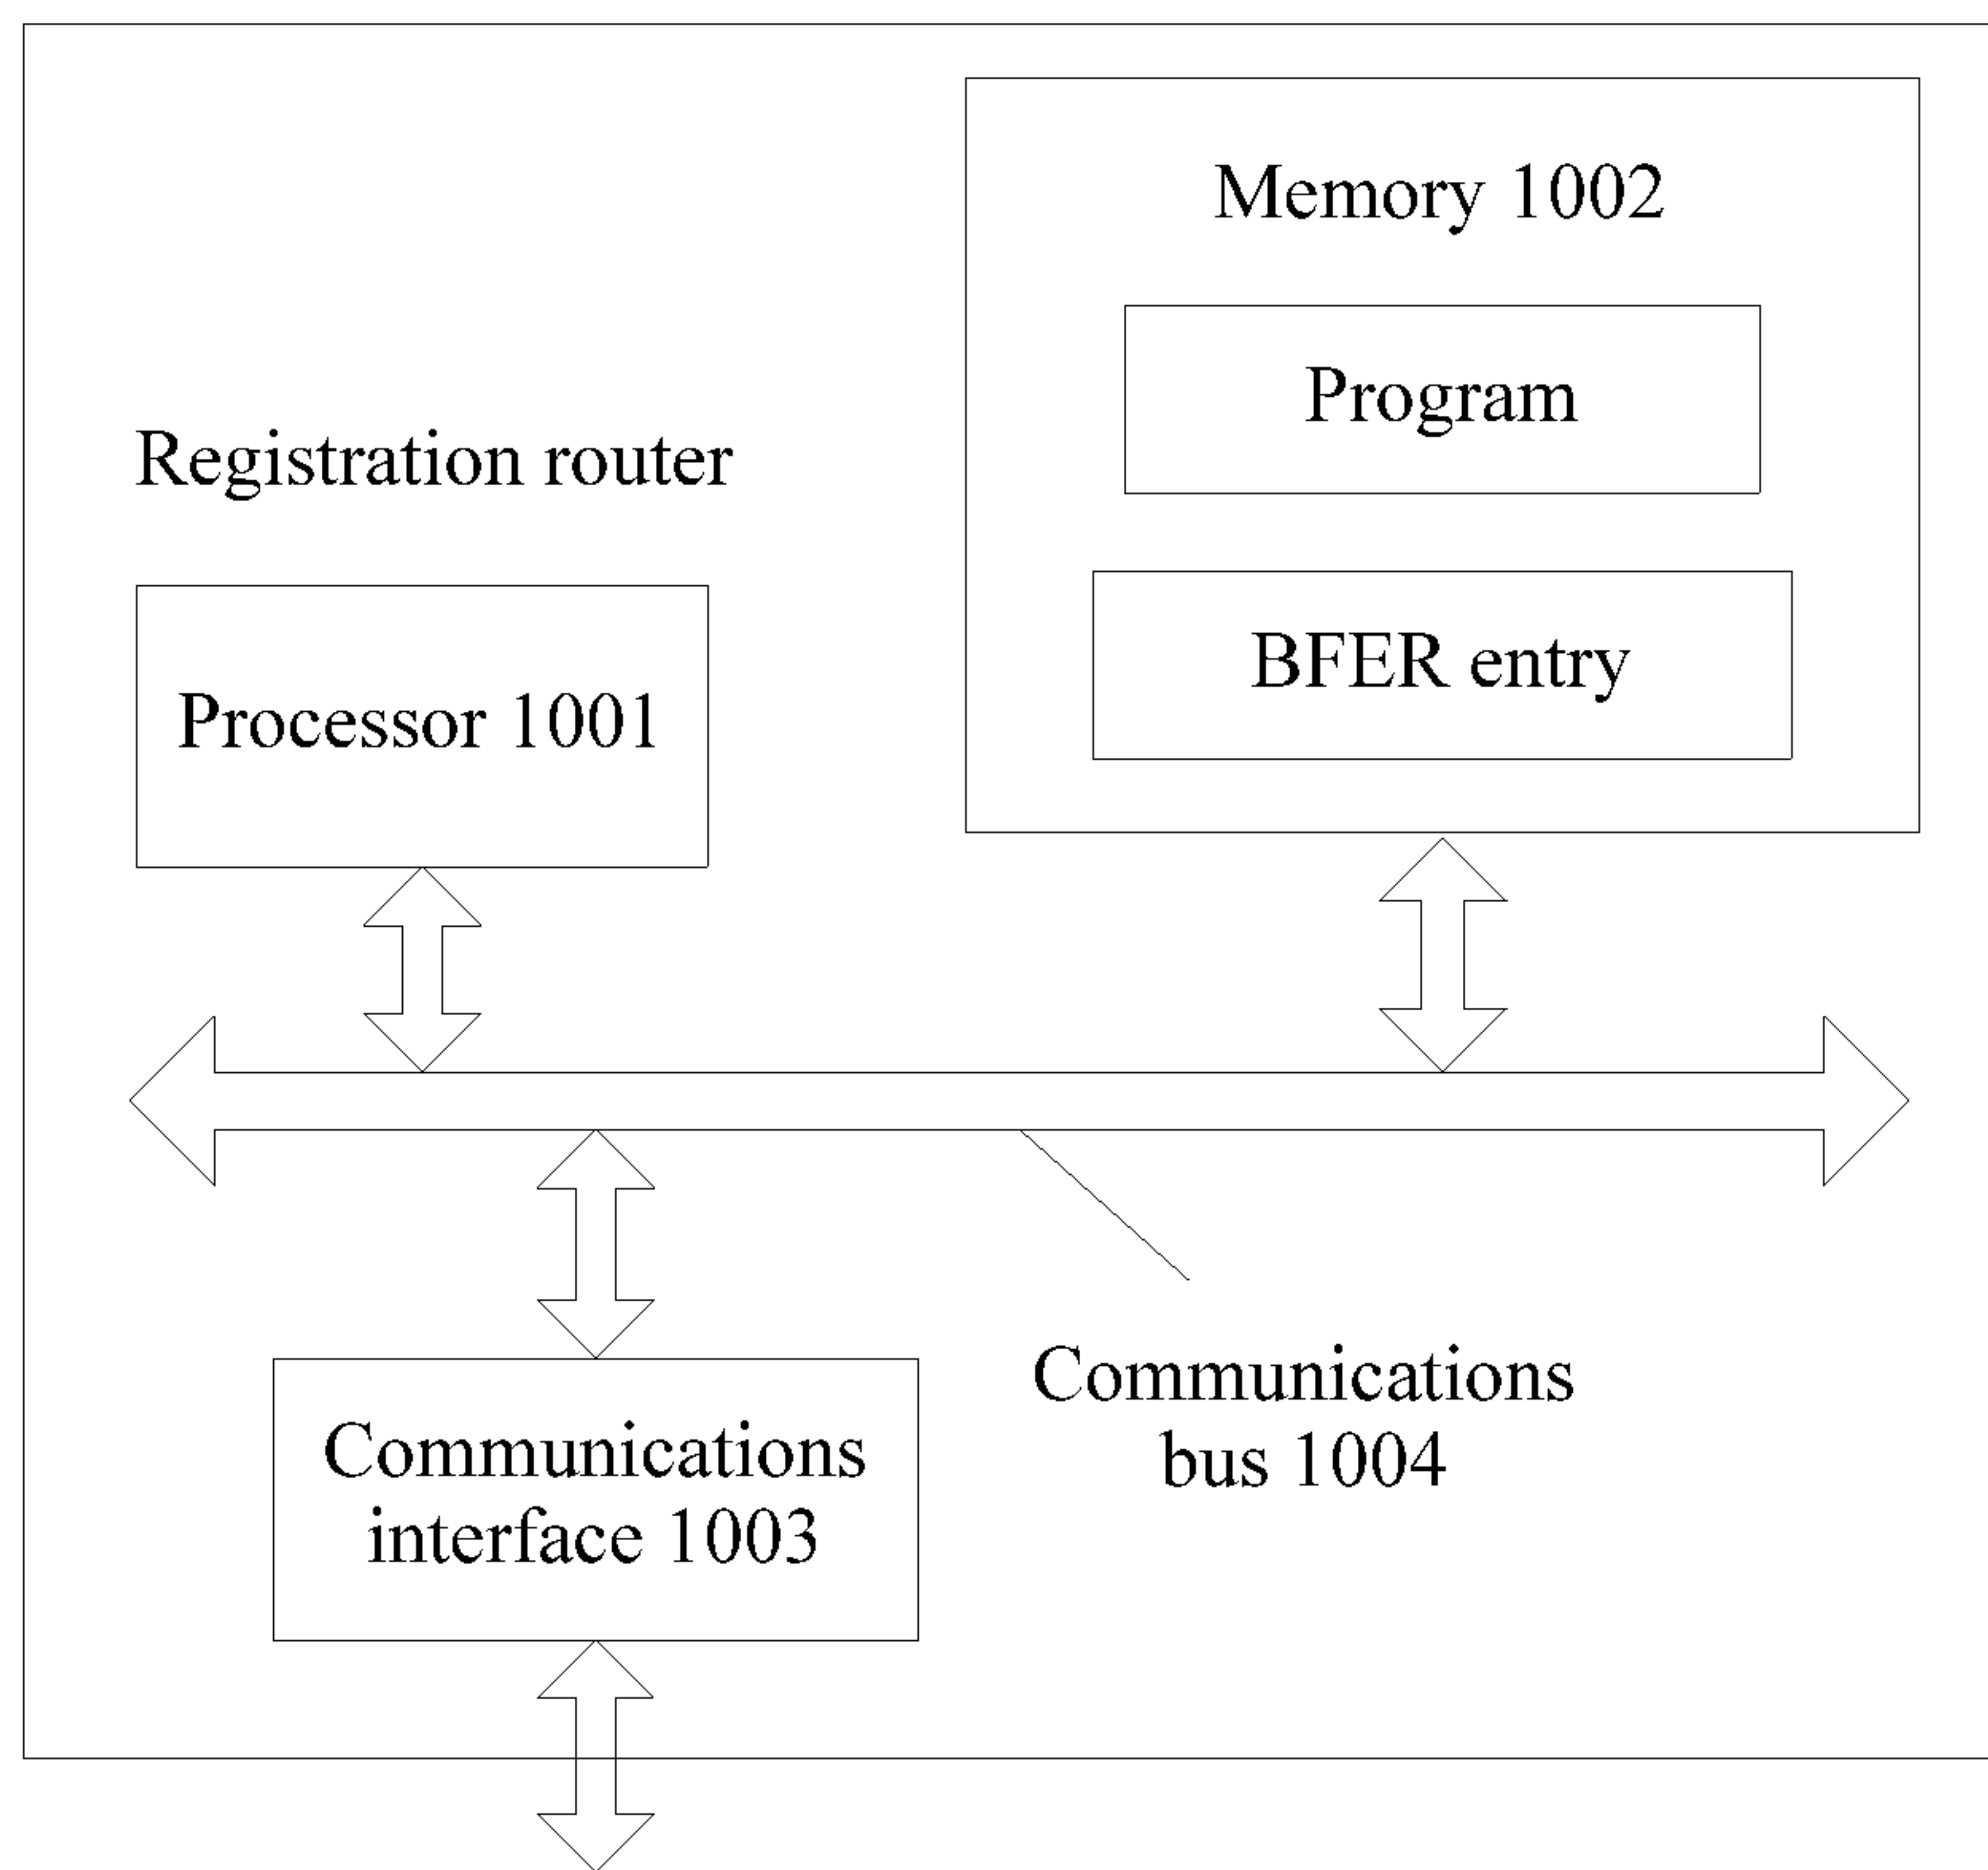 Memory 1002
Program
Registration router
BFER entry
Processor 1001
Communications
bus 1004
Communications
interface 1003